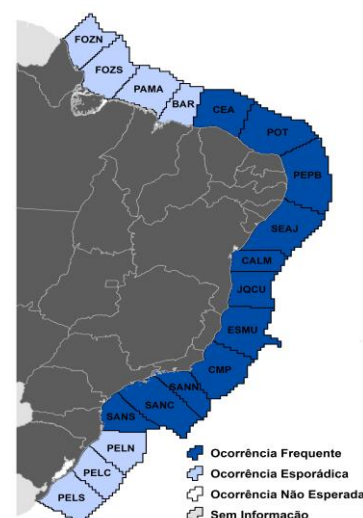 FOZN
FOZS
PAMA
BAR
CEA
POT
PEPB
SEAJ
CALM
JQCU
ESMU
CMP
SANN
SANC
SANS
PELN
PELC
PELS
Ocorrência Frequente
Ocorrência Esporádica
Ocorrência Não Esperada
Sem Informação